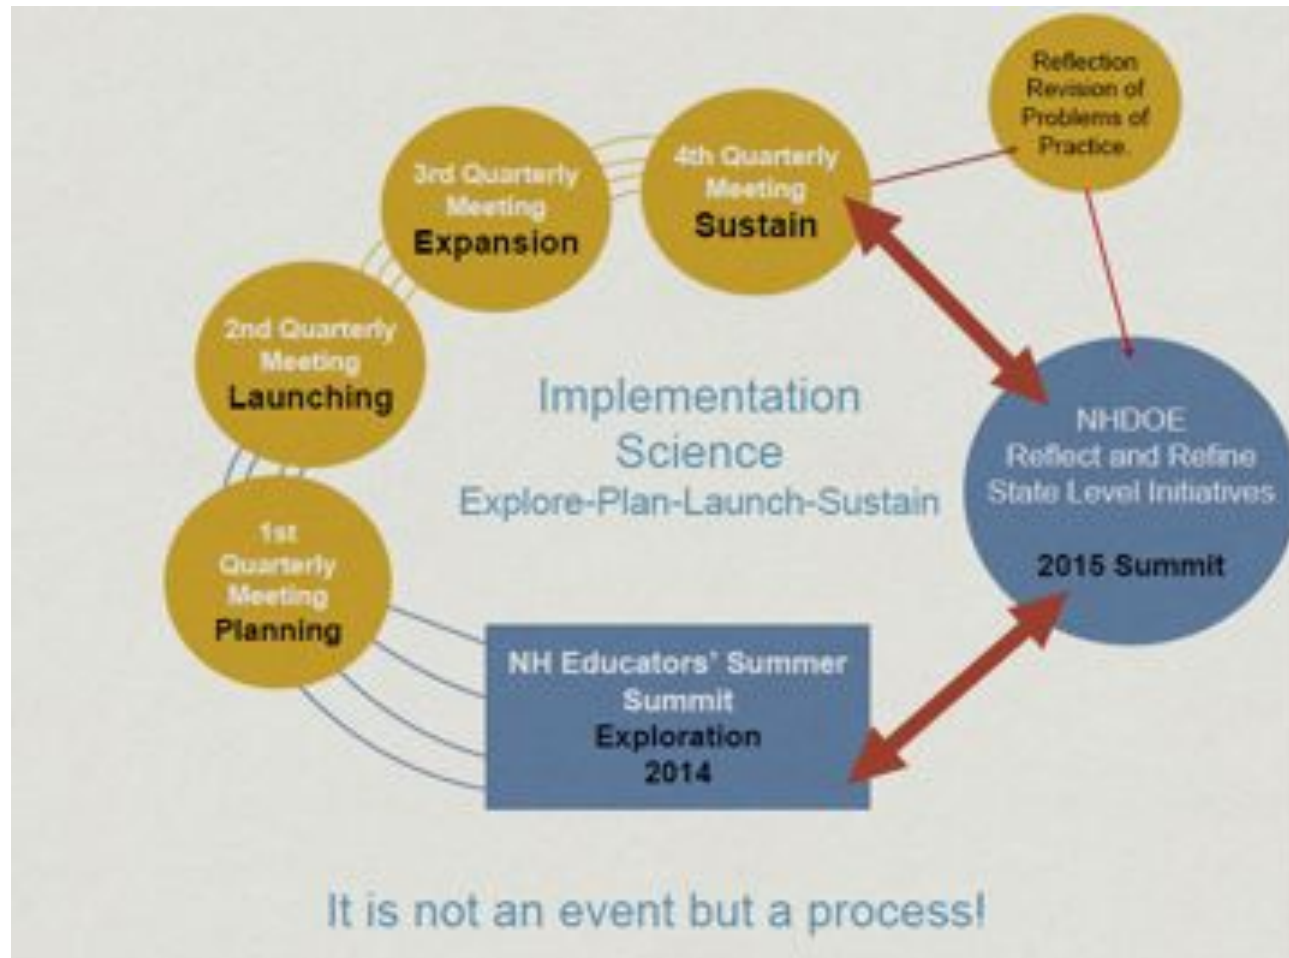 Reflection
Revision of
Problems of
Practice.
4th Quarterly
Meeting
Sustain
3rd Quarterly
Meeting
Expansion
2nd Quarterly
Meeting
Launching
1st
Quarterly
Meeting
Planning
Implementation
Science
Explore-Plan-Launch-Sustain
NHDOE
Reflect and Refine
State Level Initiatives
2015 Summit
NH Educators' Summer
Summit
Exploration
2014
It is not an event but a process!